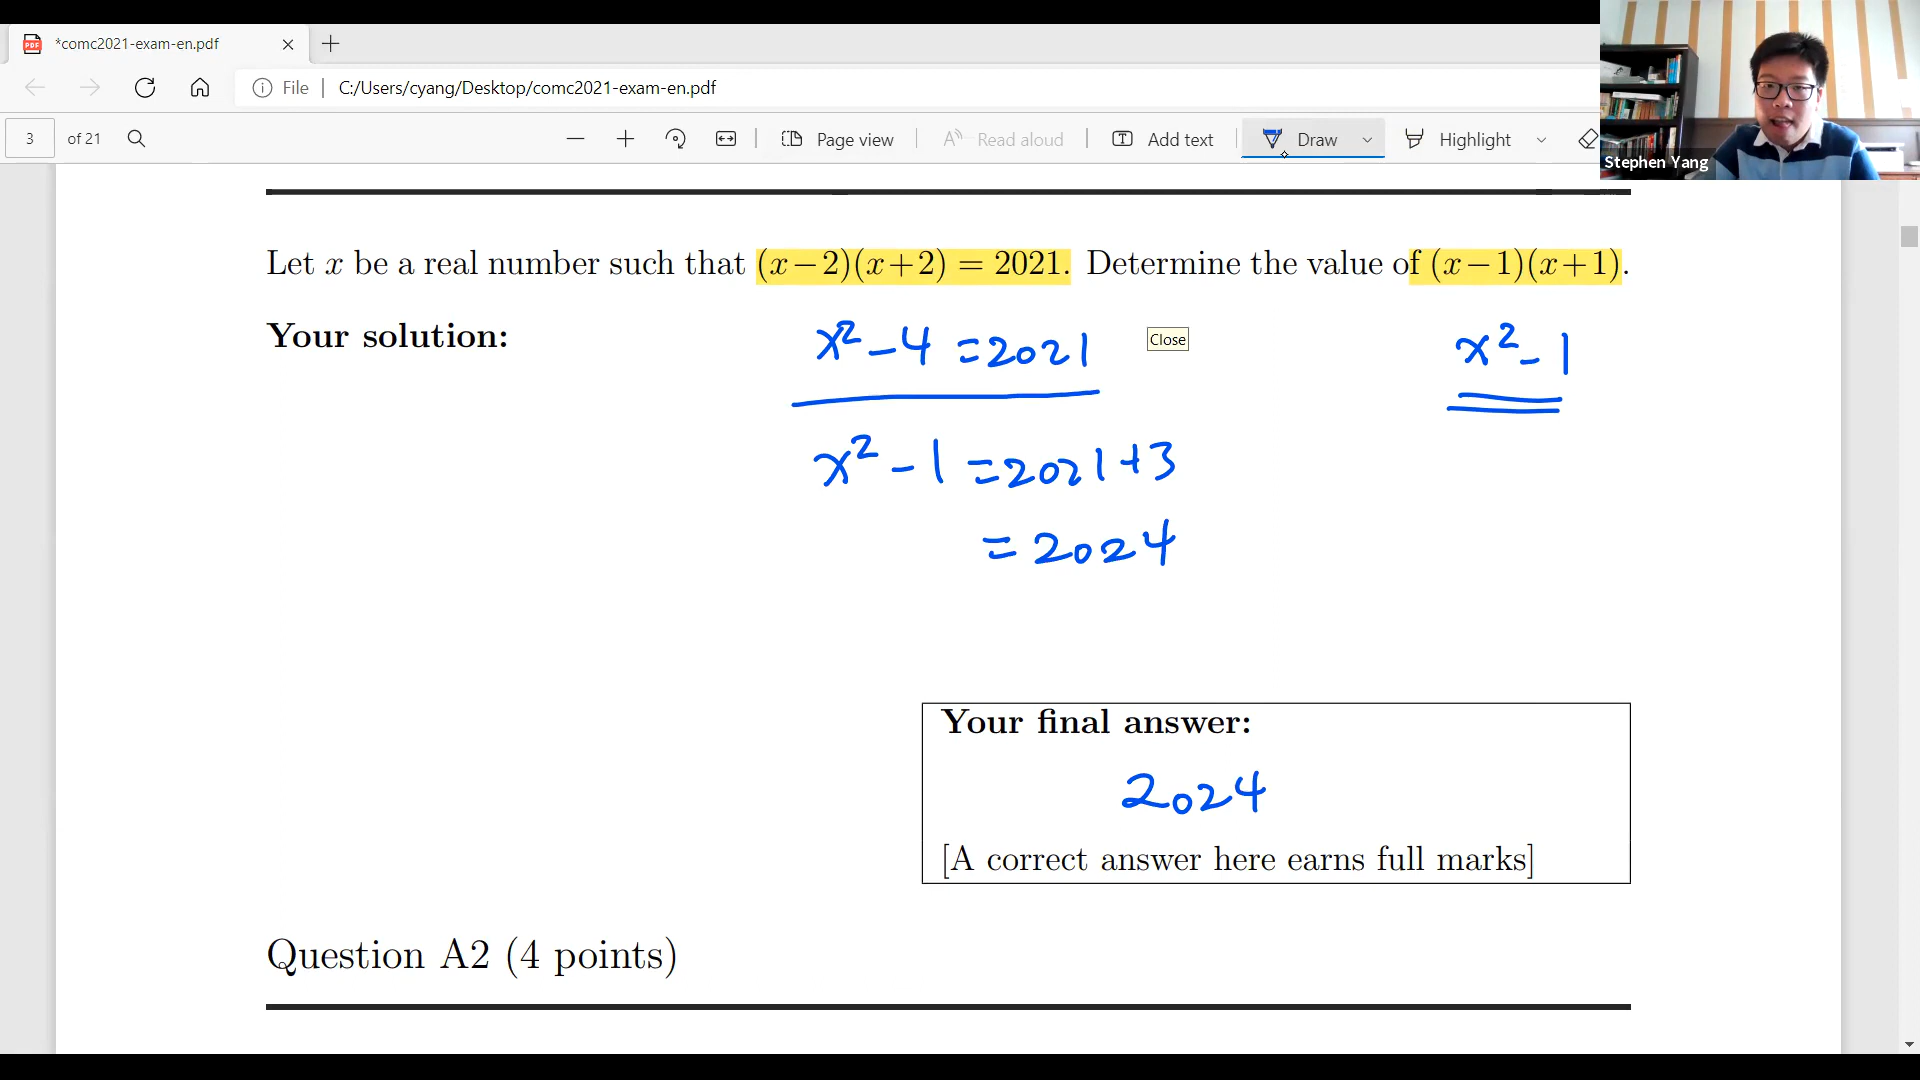 *comc2021-exam-en.pdf
File | C:/Users/cyang/Desktop/comc2021-exam-en.pdf
3 of 21 Page view Read aloud Add text Draw Highlight
Stephen Yang
Let x be a real number such that (x−2)(x+2) = 2021. Determine the value of (x−1)(x+1).
Your solution:
x² − 4 = 2021
Close
x² − 1
x² − 1 = 2021 + 3
= 2024
Your final answer:
2024
[A correct answer here earns full marks]
Question A2 (4 points)